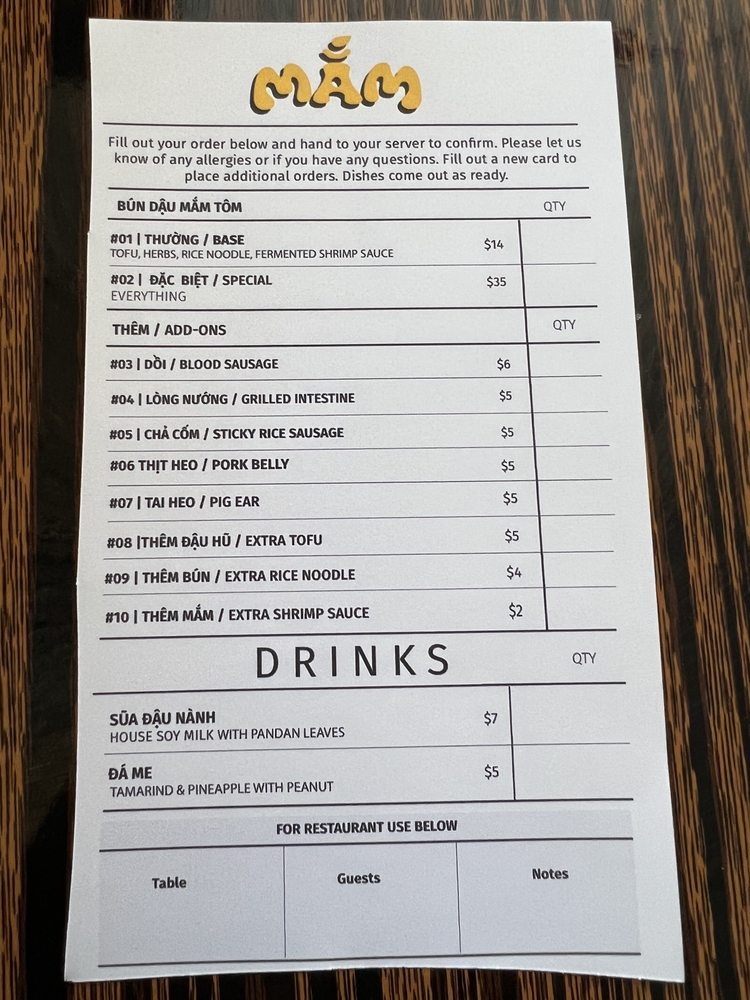 MẮM
Fill out your order below and hand to your server to confirm. Please let us
know of any allergies or if you have any questions. Fill out a new card to
place additional orders. Dishes come out as ready.
BÚN DẬU MẮM TÔM QTY
#01 | THƯỜNG / BASE $14
TOFU, HERBS, RICE NOODLE, FERMENTED SHRIMP SAUCE
#02 | ĐẶC BIỆT / SPECIAL $35
EVERYTHING
THÊM / ADD-ONS QTY
#03 | DỒI / BLOOD SAUSAGE $6
#04 | LÒNG NƯỚNG / GRILLED INTESTINE $5
#05 | CHẢ CỐM / STICKY RICE SAUSAGE $5
#06 THỊT HEO / PORK BELLY $5
#07 | TAI HEO / PIG EAR $5
#08 |THÊM ĐẬU HŨ / EXTRA TOFU $5
#09 | THÊM BÚN / EXTRA RICE NOODLE $4
#10 | THÊM MẮM / EXTRA SHRIMP SAUCE $2
DRINKS QTY
SŨA ĐẬU NÀNH $7
HOUSE SOY MILK WITH PANDAN LEAVES
ĐÁ ME $5
TAMARIND & PINEAPPLE WITH PEANUT
FOR RESTAURANT USE BELOW
Table Guests Notes